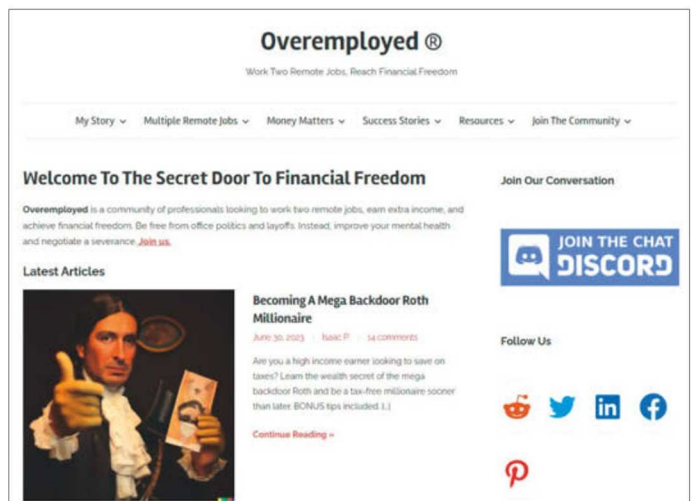 Overemployed ®
Work Two Remote Jobs, Reach Financial Freedom
My Story Multiple Remote Jobs Money Matters Success Stories Resources Join The Community
Welcome To The Secret Door To Financial Freedom
Overemployed is a community of professionals looking to work two remote jobs, earn extra income, and
achieve financial freedom. Be free from office politics and layoffs. Instead, improve your mental health
and negotiate a severance. Join us.
Latest Articles
Becoming A Mega Backdoor Roth
Millionaire
June 30, 2023 Isaac P. 14 comments
Are you a high income earner looking to save on
taxes? Learn the wealth secret of the mega
backdoor Roth and be a tax-free millionaire sooner
than later. BONUS tips included. [...]
Continue Reading »
Join Our Conversation
JOIN THE CHAT
DISCORD
Follow Us
in